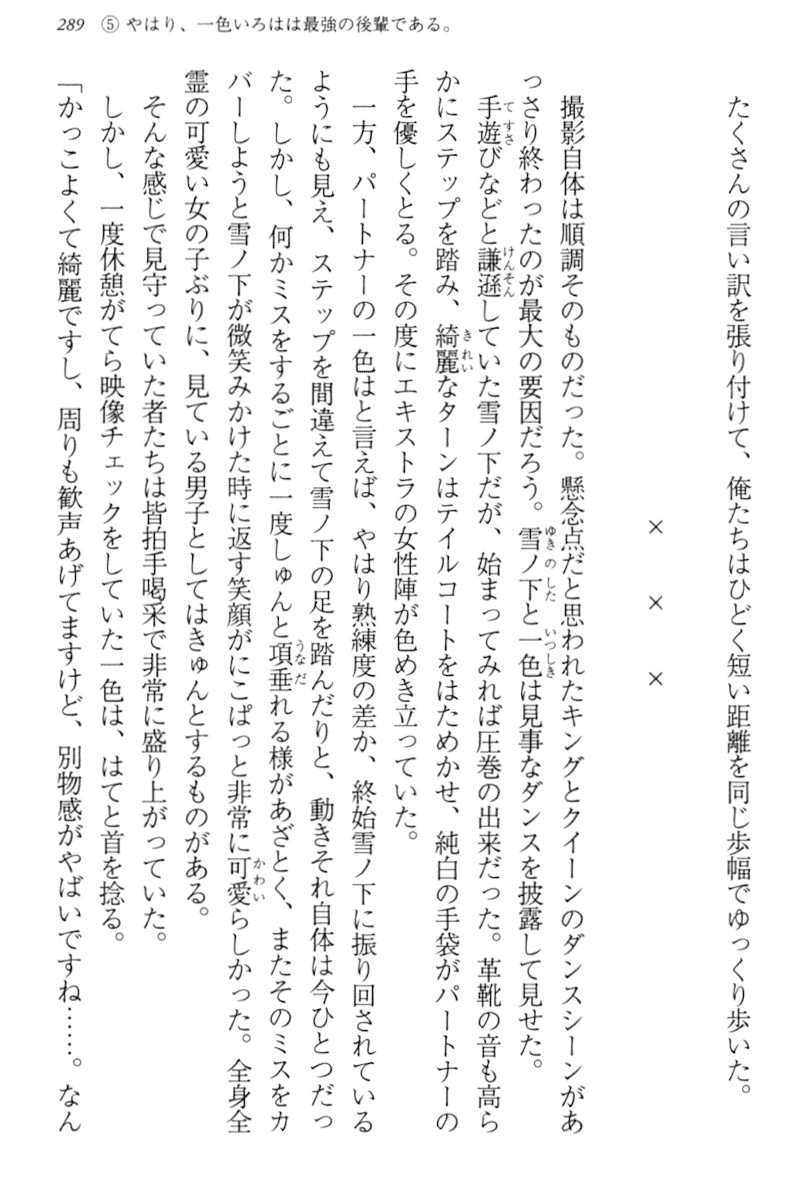 289 ⑤ やはり、一色いろはは最強の後輩である。
たくさんの言い訳を張り付けて、俺たちはひどく短い距離を同じ歩幅でゆっくり歩いた。
× × ×
撮影自体は順調そのものだった。懸念点だと思われたキングとクイーンのダンスシーンがあ
っさり終わったのが最大の要因だろう。雪ノ下と一色は見事なダンスを披露して見せた。
手遊びなどと謙遜していた雪ノ下だが、始まってみれば圧巻の出来だった。革靴の音も高ら
かにステップを踏み、綺麗なターンはテイルコートをはためかせ、純白の手袋がパートナーの
手を優しくとる。その度にエキストラの女性陣が色めき立っていた。
一方、パートナーの一色はと言えば、やはり熟練度の差か、終始雪ノ下に振り回されている
ようにも見え、ステップを間違えて雪ノ下の足を踏んだりと、動きそれ自体は今ひとつだっ
た。しかし、何かミスをするごとに一度しゅんと項垂れる様があざとく、またそのミスをカ
バーしようと雪ノ下が微笑みかけた時に返す笑顔がにこぱっと非常に可愛らしかった。全身全
霊の可愛い女の子ぶりに、見ている男子としてはきゅんとするものがある。
そんな感じで見守っていた者たちは皆拍手喝采で非常に盛り上がっていた。
しかし、一度休憩がてら映像チェックをしていた一色は、はてと首を捻る。
「かっこよくて綺麗ですし、周りも歓声あげてますけど、別物感がやばいですね……。なん